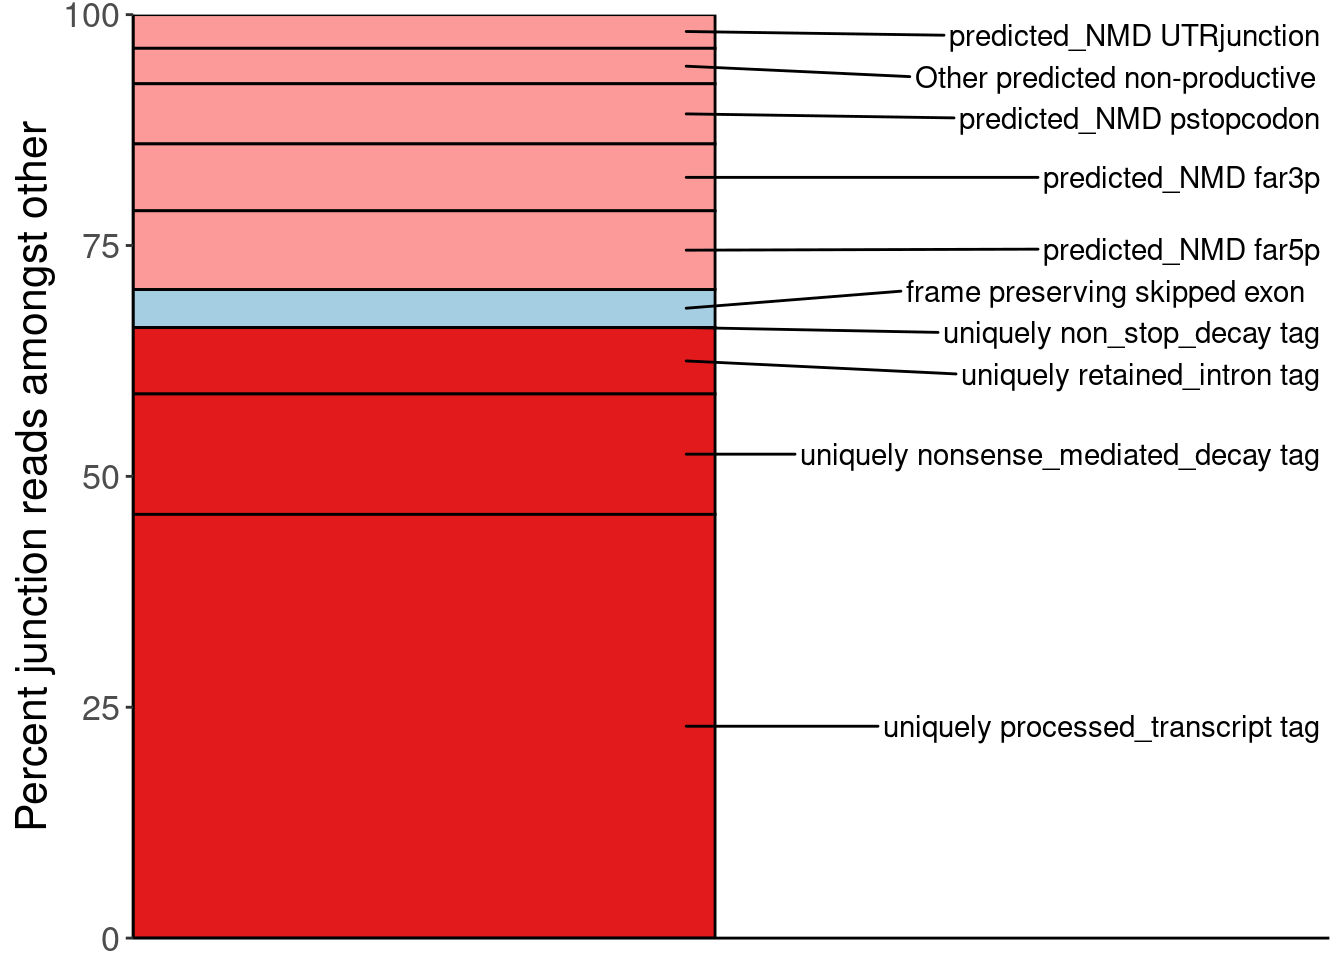 100
75
50
25
0
Percent junction reads amongst other
predicted_NMD UTRjunction
Other predicted non-productive
predicted_NMD pstopcodon
predicted_NMD far3p
predicted_NMD far5p
frame preserving skipped exon
uniquely non_stop_decay tag
uniquely retained_intron tag
uniquely nonsense_mediated_decay tag
uniquely processed_transcript tag